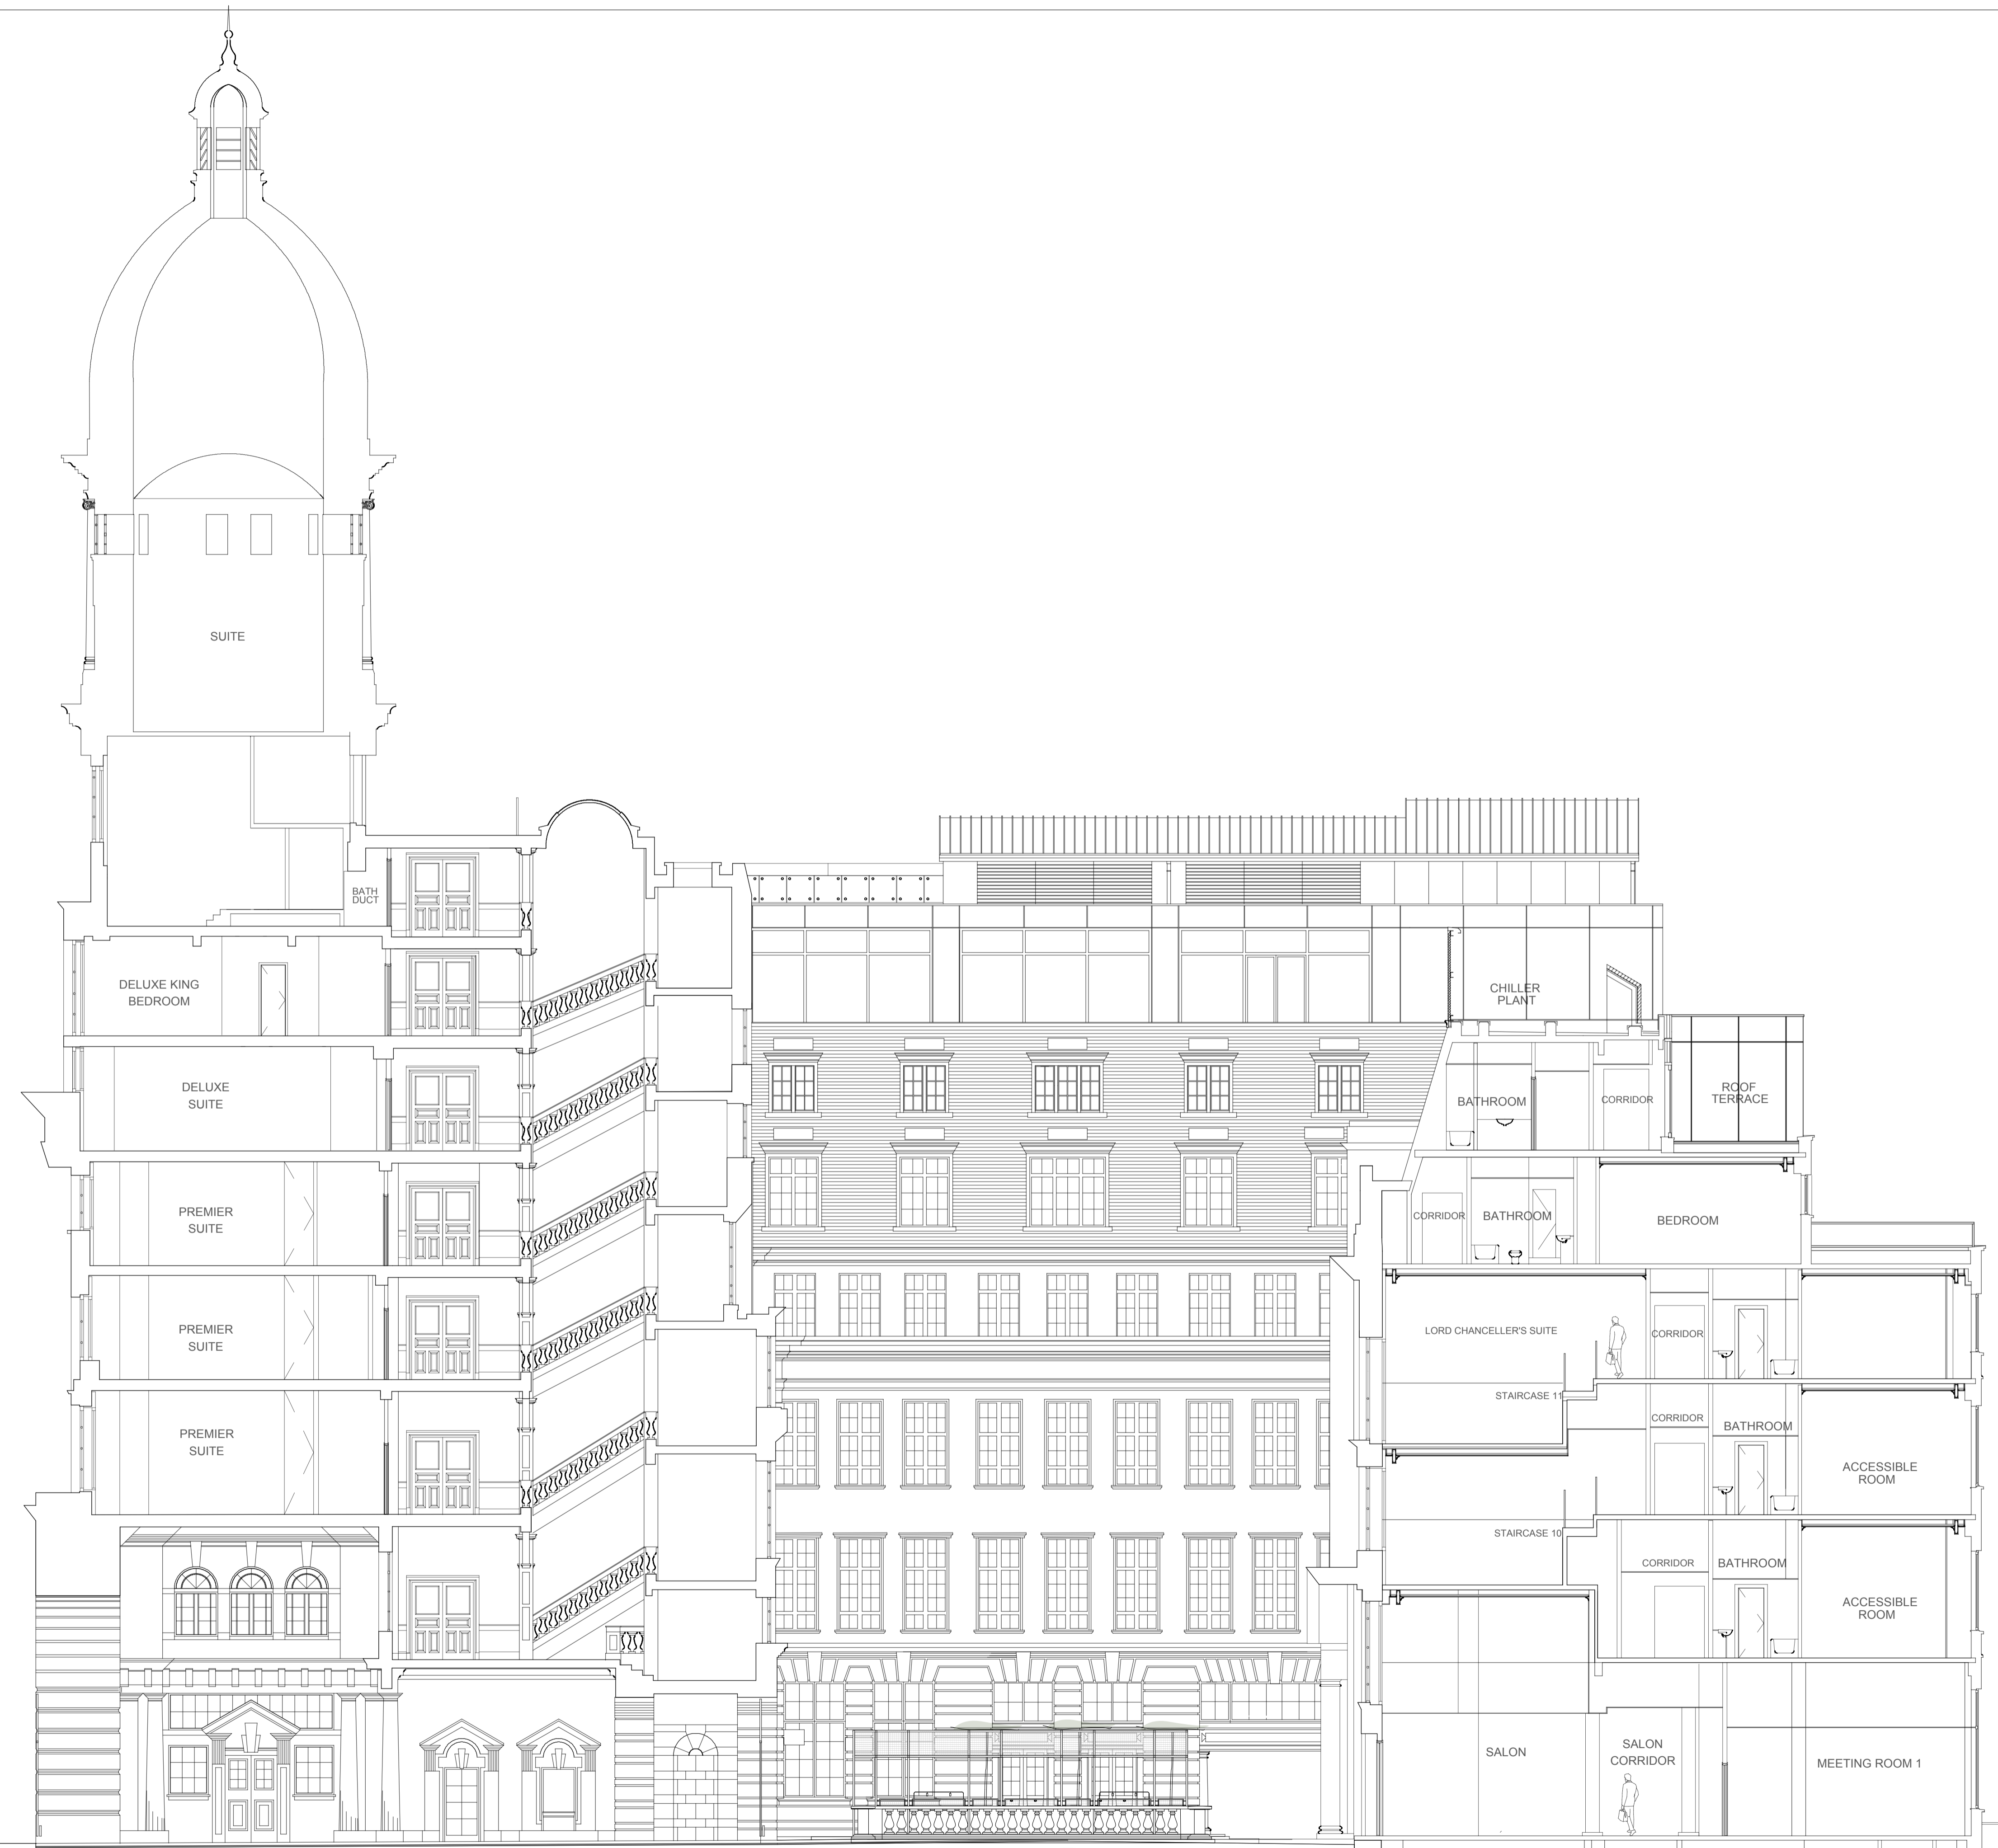 SUITE
BATH
DUCT
DELUXE KING
BEDROOM
CHILLER
PLANT
DELUXE
SUITE
BATHROOM
CORRIDOR
ROOF
TERRACE
PREMIER
SUITE
CORRIDOR
BATHROOM
BEDROOM
PREMIER
SUITE
LORD CHANCELLER'S SUITE
CORRIDOR
STAIRCASE 11
PREMIER
SUITE
CORRIDOR
BATHROOM
ACCESSIBLE
ROOM
STAIRCASE 10
CORRIDOR
BATHROOM
ACCESSIBLE
ROOM
SALON
SALON
CORRIDOR
MEETING ROOM 1